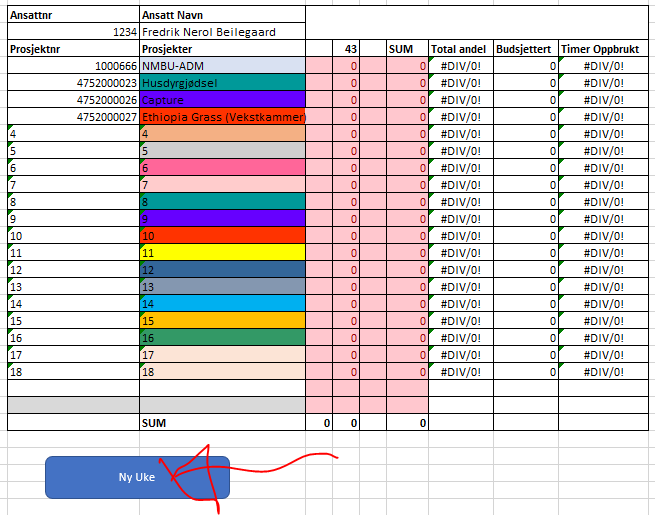 Ansattnr Ansatt Navn
1234 Fredrik Nerol Beilegaard
Prosjektnr Prosjekter 43 SUM Total andel Budsjettert Timer Oppbrukt
1000666 NMBU-ADM 0 0 #DIV/0! 0 #DIV/0!
4752000023 Husdyrgjødsel 0 0 #DIV/0! 0 #DIV/0!
4752000026 Capture 0 0 #DIV/0! 0 #DIV/0!
4752000027 Ethiopia Grass (Vekstkammer) 0 0 #DIV/0! 0 #DIV/0!
4 4 0 0 #DIV/0! 0 #DIV/0!
5 5 0 0 #DIV/0! 0 #DIV/0!
6 6 0 0 #DIV/0! 0 #DIV/0!
7 7 0 0 #DIV/0! 0 #DIV/0!
8 8 0 0 #DIV/0! 0 #DIV/0!
9 9 0 0 #DIV/0! 0 #DIV/0!
10 10 0 0 #DIV/0! 0 #DIV/0!
11 11 0 0 #DIV/0! 0 #DIV/0!
12 12 0 0 #DIV/0! 0 #DIV/0!
13 13 0 0 #DIV/0! 0 #DIV/0!
14 14 0 0 #DIV/0! 0 #DIV/0!
15 15 0 0 #DIV/0! 0 #DIV/0!
16 16 0 0 #DIV/0! 0 #DIV/0!
17 17 0 0 #DIV/0! 0 #DIV/0!
18 18 0 0 #DIV/0! 0 #DIV/0!
SUM 0 0 0
Ny Uke